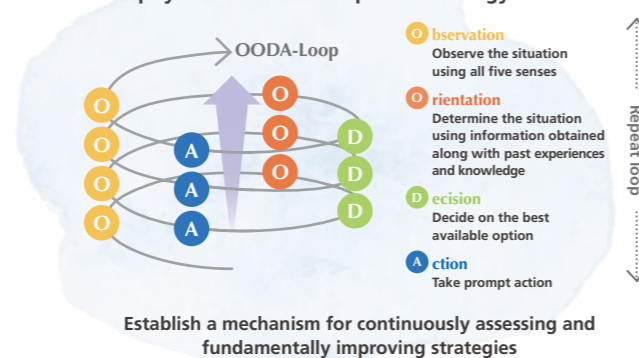 OODA-Loop
O
O
O
O
O
O
O
A
A
A
D
D
D
O bservation
Observe the situation
using all five senses
O rientation
Determine the situation
using information obtained
along with past experiences
and knowledge
D ecision
Decide on the best
available option
A ction
Take prompt action
Repeat loop
Establish a mechanism for continuously assessing and
fundamentally improving strategies